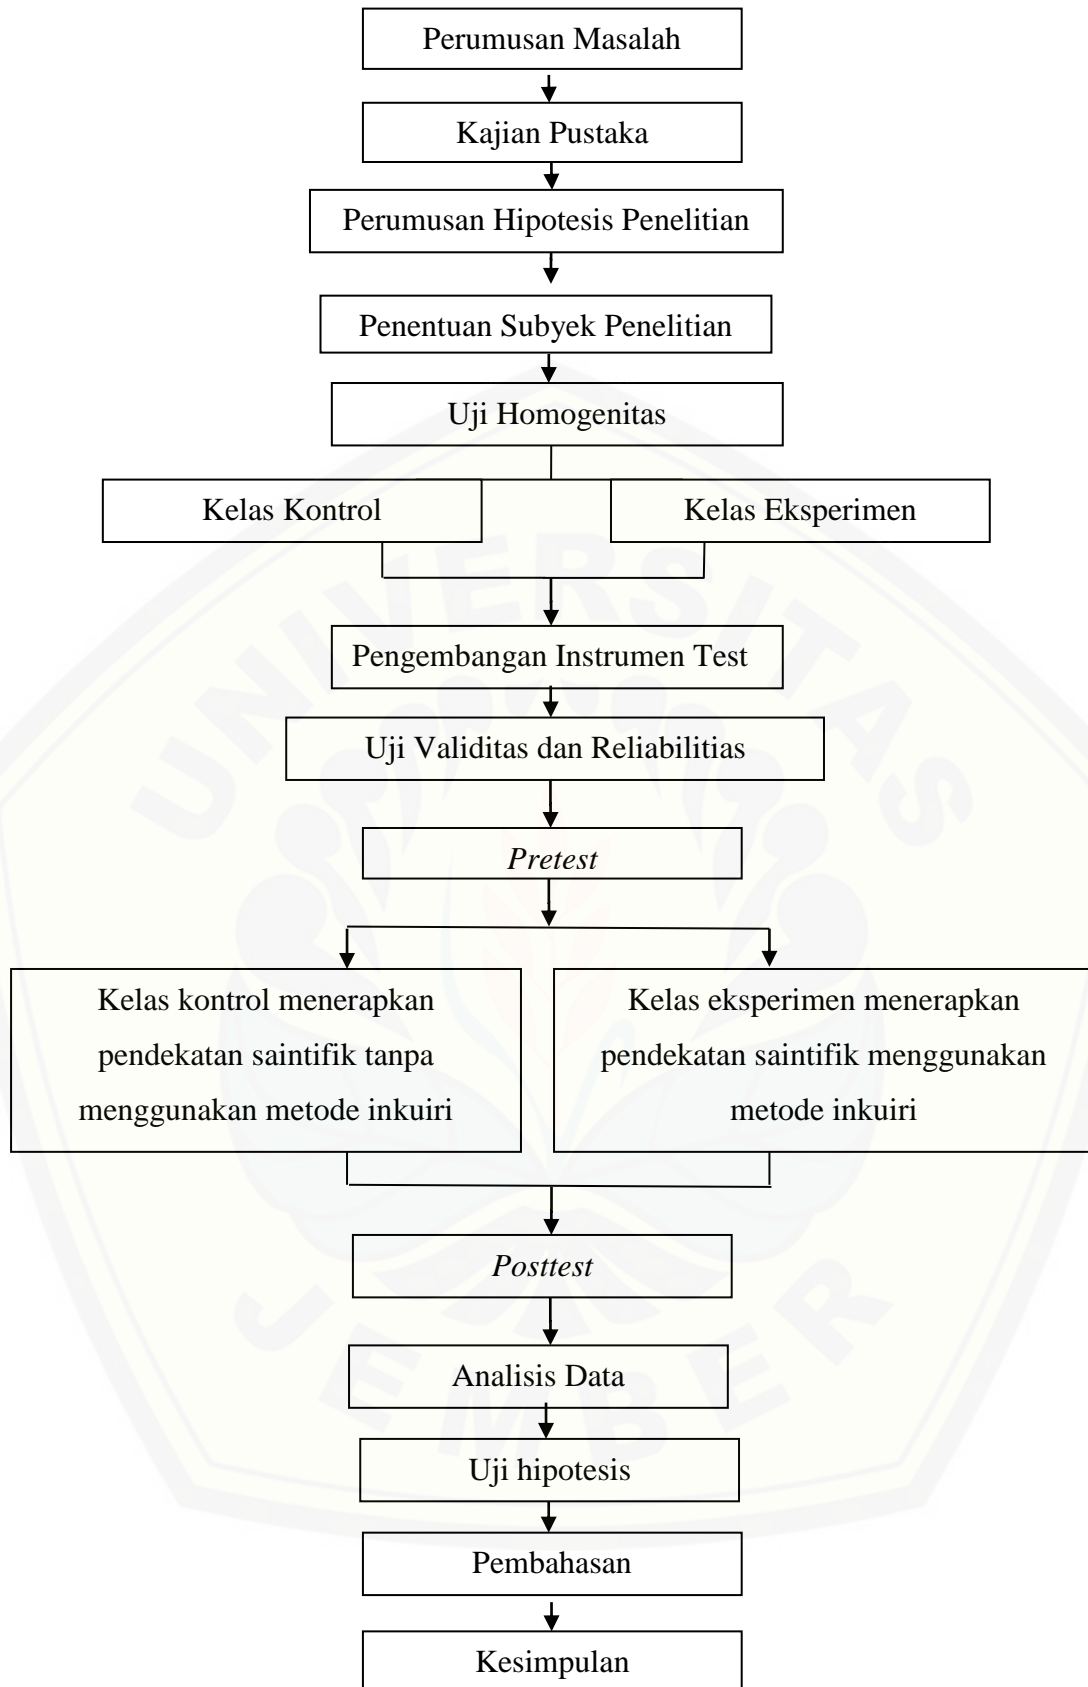 Perumusan Masalah
Kajian Pustaka
Perumusan Hipotesis Penelitian
Penentuan Subyek Penelitian
Uji Homogenitas
Kelas Kontrol
Kelas Eksperimen
Pengembangan Instrumen Test
Uji Validitas dan Reliabilitias
Pretest
Kelas kontrol menerapkan
pendekatan saintifik tanpa
menggunakan metode inkuiri
Kelas eksperimen menerapkan
pendekatan saintifik menggunakan
metode inkuiri
Posttest
Analisis Data
Uji hipotesis
Pembahasan
Kesimpulan
UNIVERSITAS
JEMBER